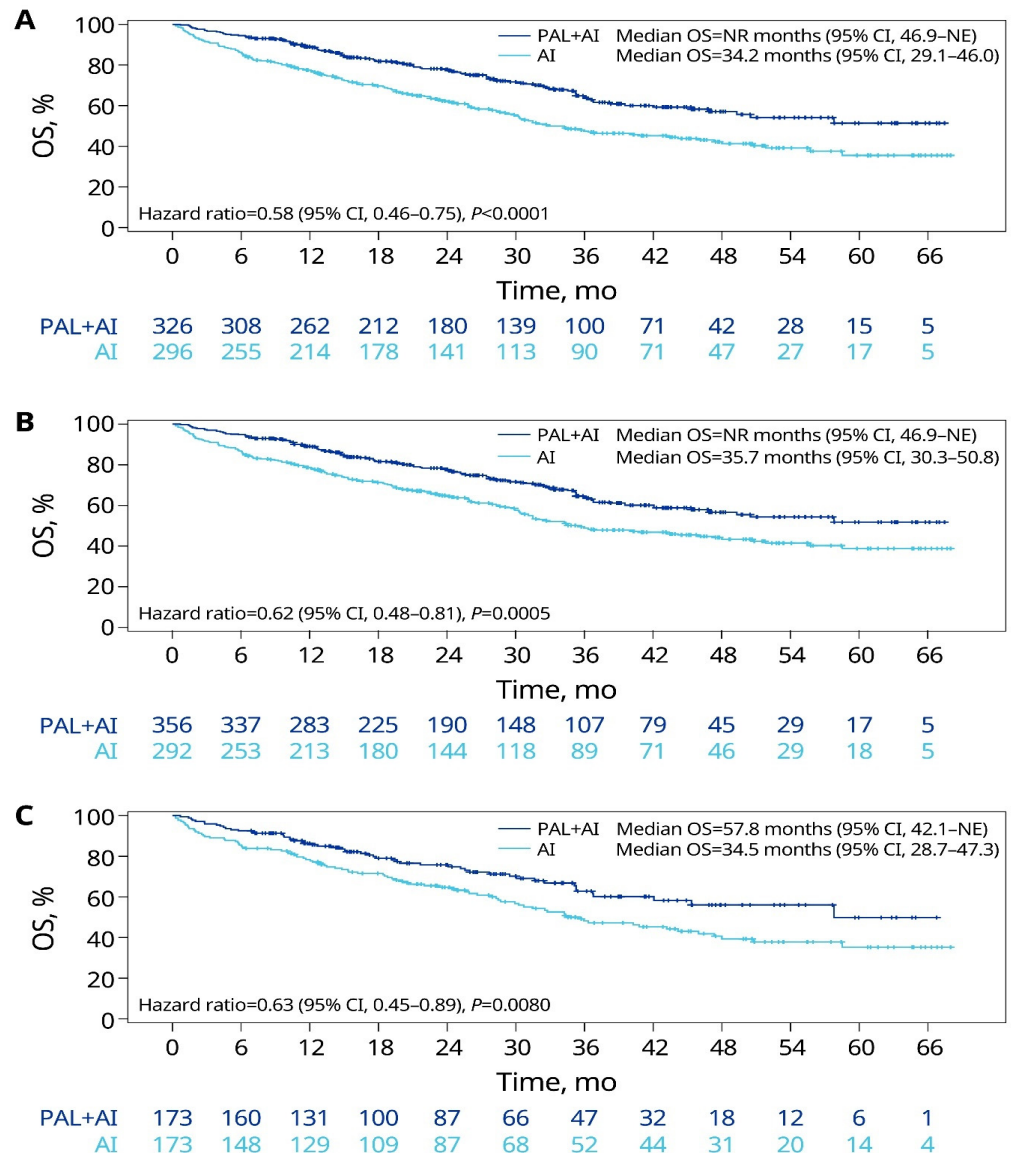 A
100
80
60
40
20
0
OS, %
PAL+AI Median OS=NR months (95% CI, 46.9–NE)
AI Median OS=34.2 months (95% CI, 29.1–46.0)
Hazard ratio=0.58 (95% CI, 0.46–0.75), P<0.0001
0 6 12 18 24 30 36 42 48 54 60 66
Time, mo
PAL+AI 326 308 262 212 180 139 100 71 42 28 15 5
AI 296 255 214 178 141 113 90 71 47 27 17 5
B
100
80
60
40
20
0
OS, %
PAL+AI Median OS=NR months (95% CI, 46.9–NE)
AI Median OS=35.7 months (95% CI, 30.3–50.8)
Hazard ratio=0.62 (95% CI, 0.48–0.81), P=0.0005
0 6 12 18 24 30 36 42 48 54 60 66
Time, mo
PAL+AI 356 337 283 225 190 148 107 79 45 29 17 5
AI 292 253 213 180 144 118 89 71 46 29 18 5
C
100
80
60
40
20
0
OS, %
PAL+AI Median OS=57.8 months (95% CI, 42.1–NE)
AI Median OS=34.5 months (95% CI, 28.7–47.3)
Hazard ratio=0.63 (95% CI, 0.45–0.89), P=0.0080
0 6 12 18 24 30 36 42 48 54 60 66
Time, mo
PAL+AI 173 160 131 100 87 66 47 32 18 12 6 1
AI 173 148 129 109 87 68 52 44 31 20 14 4